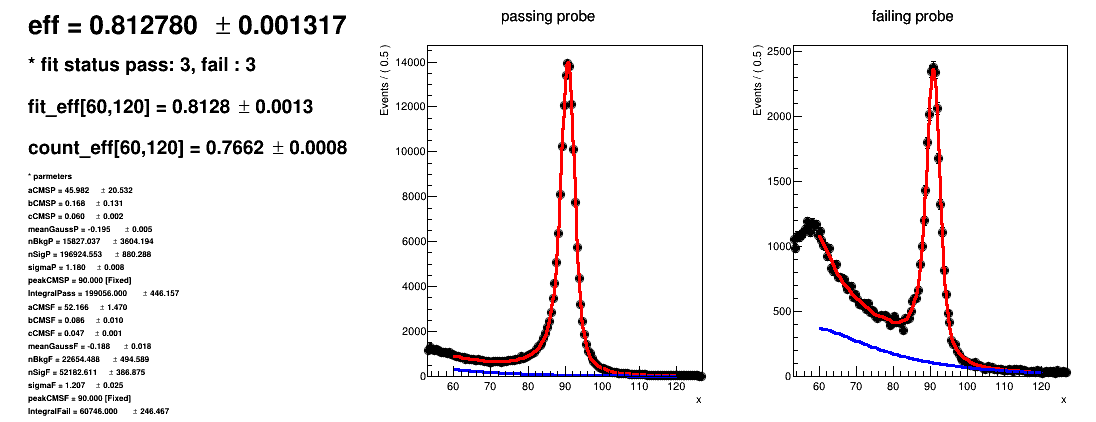 eff = 0.812780 ± 0.001317
* fit status pass: 3, fail : 3
fit_eff[60,120] = 0.8128 ± 0.0013
count_eff[60,120] = 0.7662 ± 0.0008
* parmeters
aCMSP = 45.982 ± 20.532
bCMSP = 0.168 ± 0.131
cCMSP = 0.060 ± 0.002
meanGaussP = -0.195 ± 0.005
nBkgP = 15827.037 ± 3604.194
nSigP = 196924.553 ± 880.288
sigmaP = 1.180 ± 0.008
peakCMSP = 90.000 [Fixed]
IntegralPass = 199056.000 ± 446.157
aCMSF = 52.166 ± 1.470
bCMSF = 0.086 ± 0.010
cCMSF = 0.047 ± 0.001
meanGaussF = -0.188 ± 0.018
nBkgF = 22654.488 ± 494.589
nSigF = 52182.611 ± 386.875
sigmaF = 1.207 ± 0.025
peakCMSF = 90.000 [Fixed]
IntegralFail = 60746.000 ± 246.467
passing probe
Events / ( 0.5 )
14000
12000
10000
8000
6000
4000
2000
0
60 70 80 90 100 110 120
x
failing probe
Events / ( 0.5 )
2500
2000
1500
1000
500
0
60 70 80 90 100 110 120
x